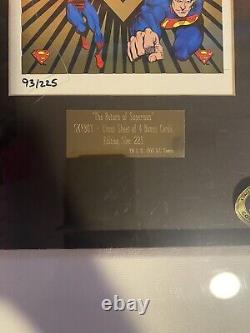 93/225
"The Return of Superman"
SKYBOX - Uncut Sheet of 4 Bonus Cards
Edition Size 225